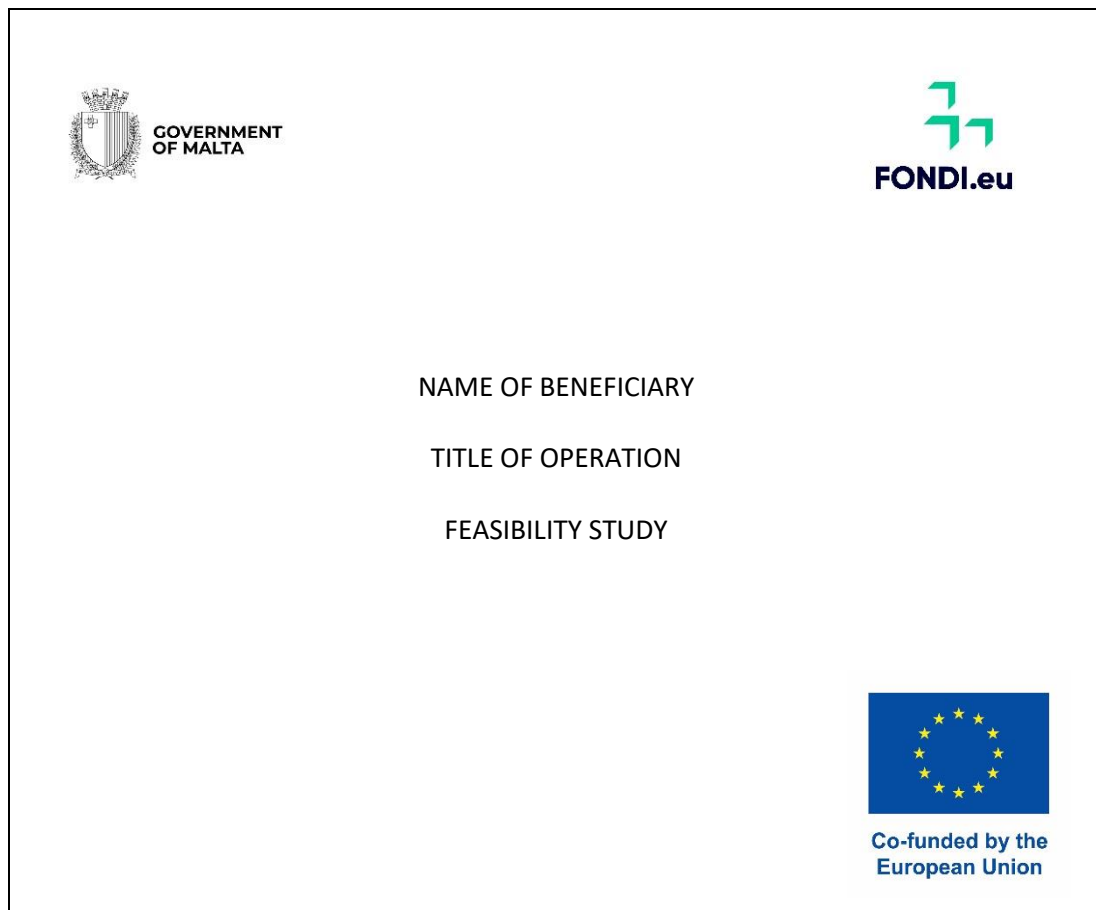 GOVERNMENT
OF MALTA
FONDI.eu
NAME OF BENEFICIARY
TITLE OF OPERATION
FEASIBILITY STUDY
Co-funded by the
European Union